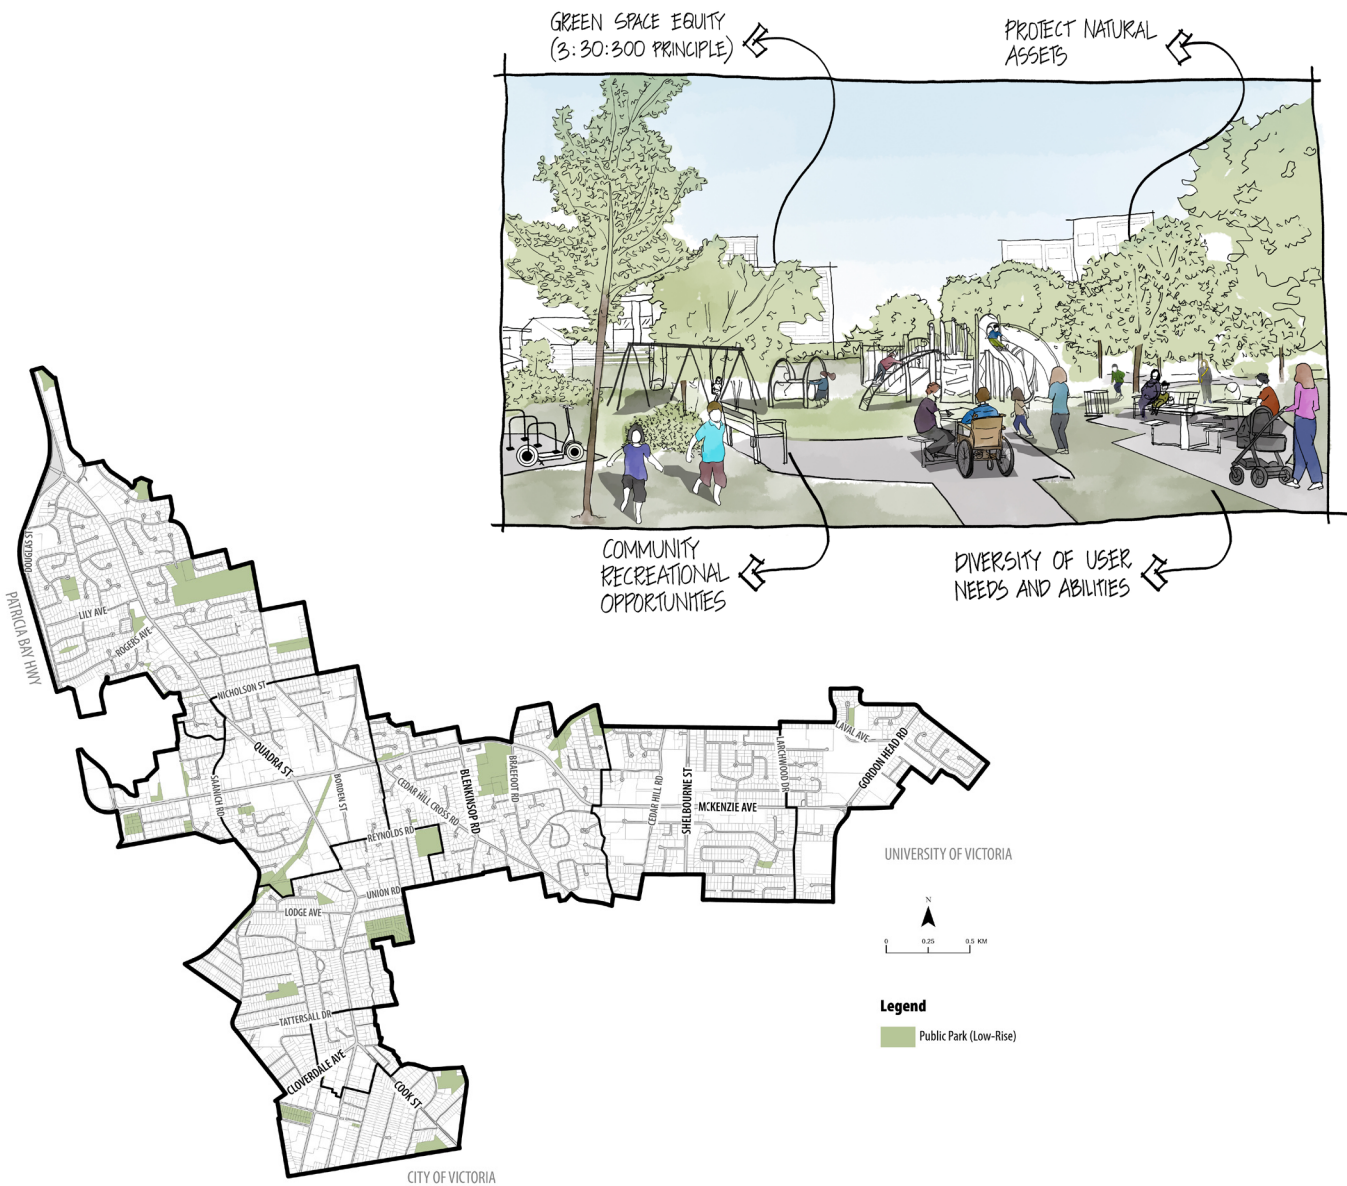 GREEN SPACE EQUITY
(3:30:300 PRINCIPLE)
PROTECT NATURAL
ASSETS
COMMUNITY
RECREATIONAL
OPPORTUNITIES
DIVERSITY OF USER
NEEDS AND ABILITIES
DOUGLAS ST
PATRICIA BAY HWY
LILY AVE
ROGERS AVE
NICHOLSON ST
QUADRA ST
SAANICH RD
BORDEN ST
CEDAR HILL CROSS RD
BLENKINSOP RD
BRAEFOOT RD
REYNOLDS RD
UNION RD
LODGE AVE
TATTERSALL DR
CLOVERDALE AVE
COOK ST
CITY OF VICTORIA
CEDAR HILL RD
SHELBOURNE ST
MCKENZIE AVE
LARCHWOOD DR
LAVAL AVE
GORDON HEAD RD
UNIVERSITY OF VICTORIA
N
0 0.25 0.5 KM
Legend
Public Park (Low-Rise)